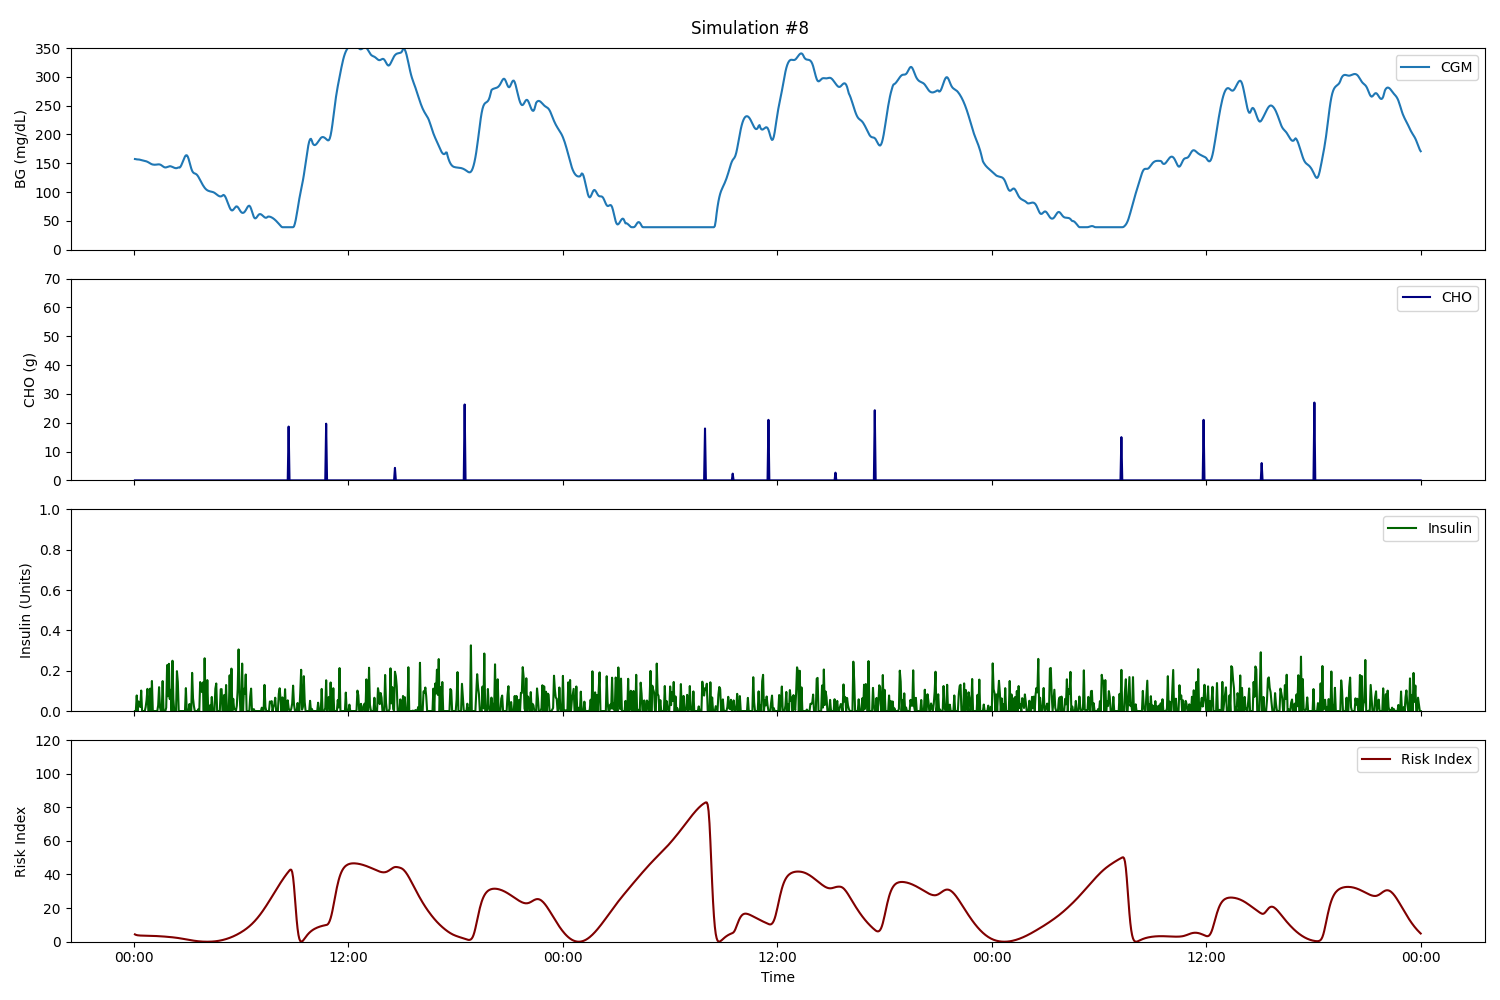 Simulation #8
350
300
250
200
150
100
50
0
BG (mg/dL)
CGM
70
60
50
40
30
20
10
0
CHO (g)
CHO
1.0
0.8
0.6
0.4
0.2
0.0
Insulin (Units)
Insulin
120
100
80
60
40
20
0
Risk Index
Risk Index
00:00 12:00 00:00 12:00 00:00 12:00 00:00
Time